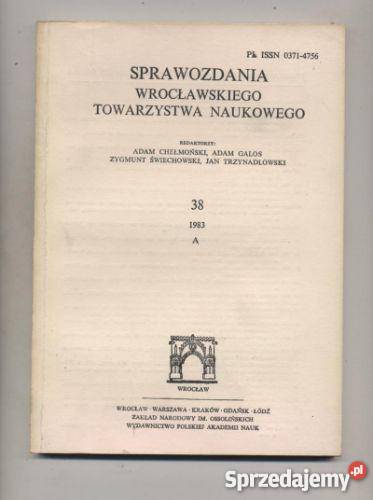 PL ISSN 0371-4756
SPRAWOZDANIA
WROCŁAWSKIEGO
TOWARZYSTWA NAUKOWEGO
REDAKTORZY:
ADAM CHEŁMOŃSKI, ADAM GALOS
ZYGMUNT ŚWIECHOWSKI, JAN TRZYNADLOWSKI
38
1983
A
WROCŁAW
WROCŁAW · WARSZAWA · KRAKÓW · GDAŃSK · ŁÓDŹ
ZAKŁAD NARODOWY IM. OSSOLIŃSKICH
WYDAWNICTWO POLSKIEJ AKADEMII NAUK
Sprzedajemy.pl